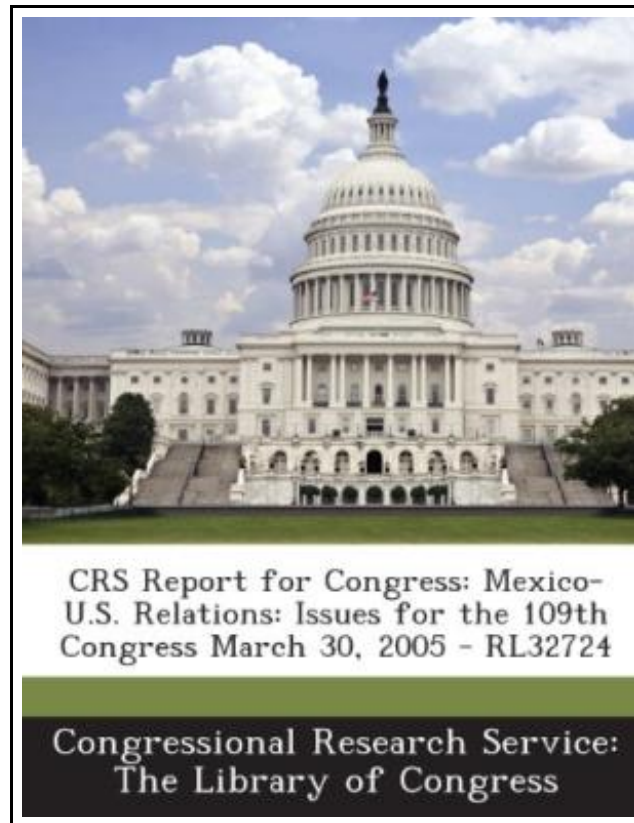 CRS Report for Congress: Mexico-
U.S. Relations: Issues for the 109th
Congress March 30, 2005 - RL32724
Congressional Research Service:
The Library of Congress